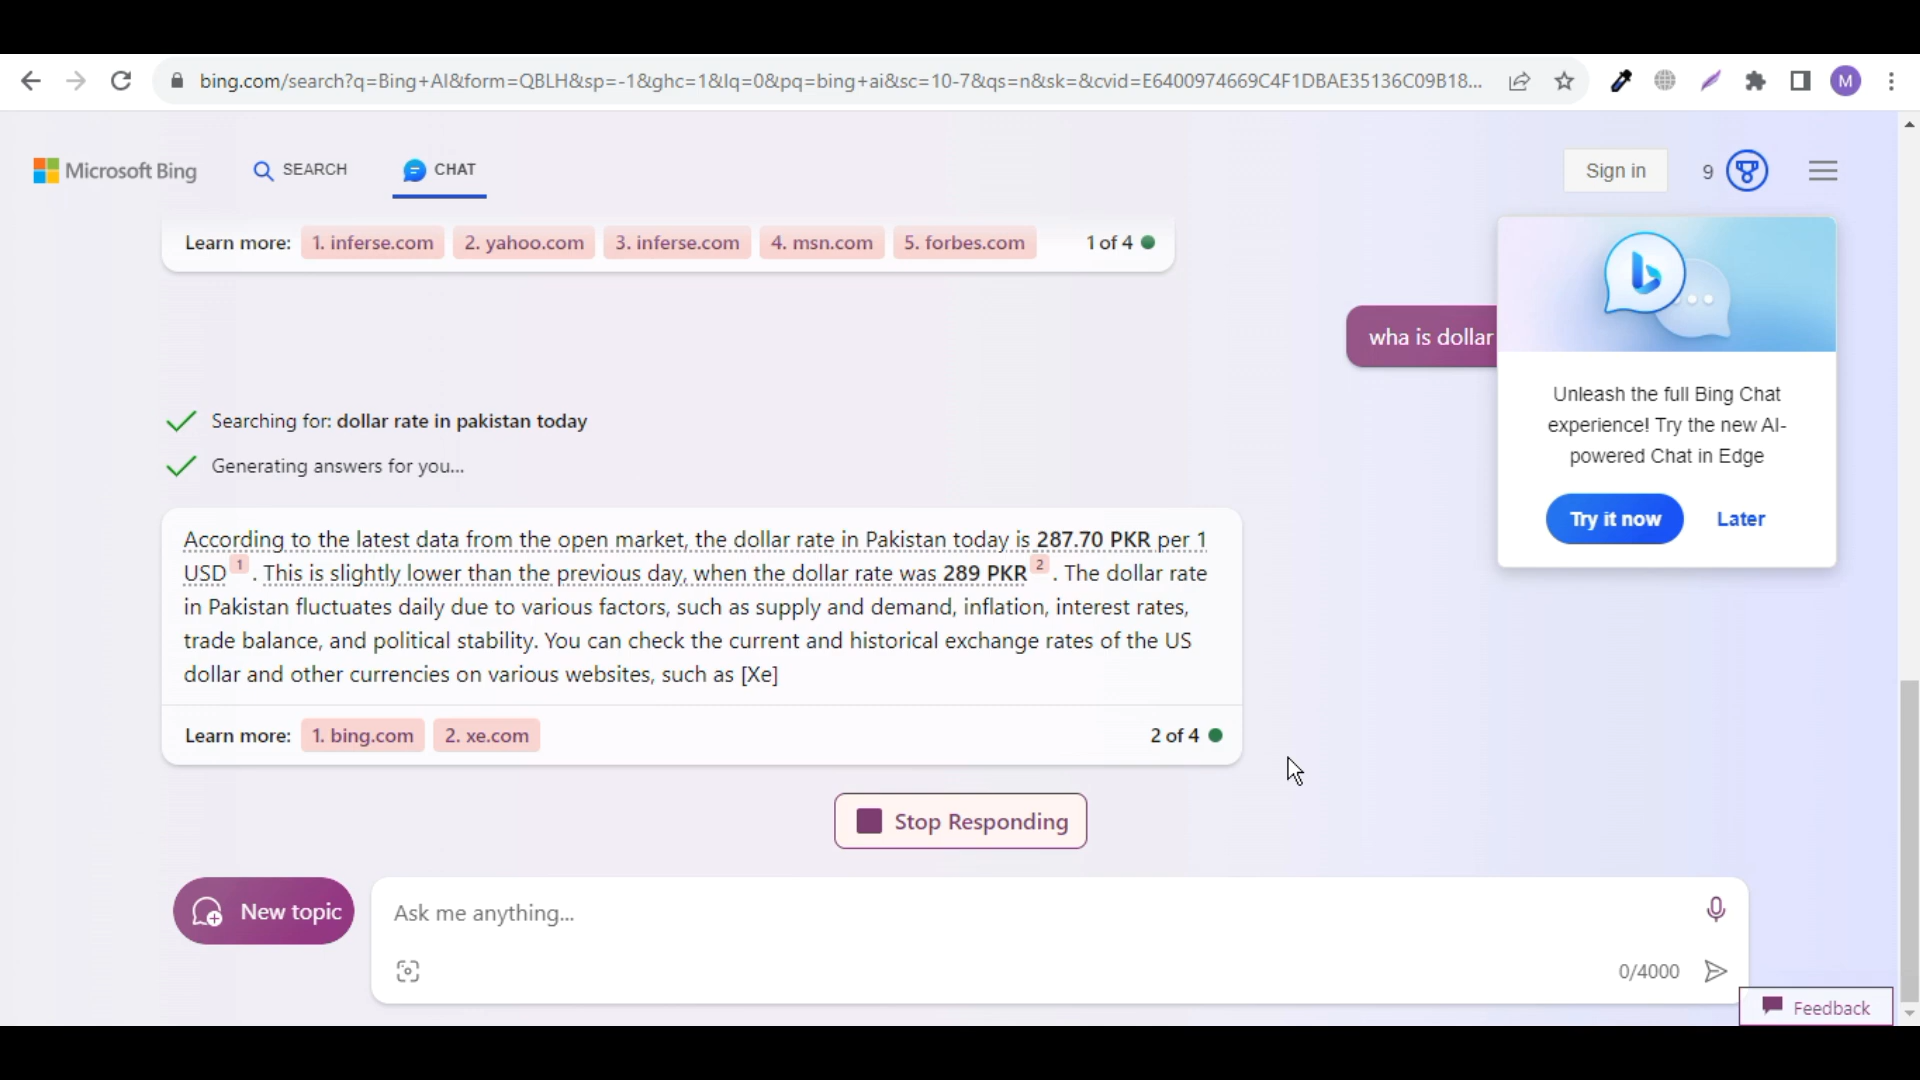 bing.com/search?q=Bing+AI&form=QBLH&sp=-1&ghc=1&lq=0&pq=bing+ai&sc=10-7&qs=n&sk=&cvid=E6400974669C4F1DBAE35136C09B18...
M
Microsoft Bing
SEARCH
CHAT
Sign in
9
Learn more: 1. inferse.com 2. yahoo.com 3. inferse.com 4. msn.com 5. forbes.com 1 of 4
wha is dollar
Unleash the full Bing Chat
experience! Try the new AI-
powered Chat in Edge
Try it now Later
Searching for: dollar rate in pakistan today
Generating answers for you...
According to the latest data from the open market, the dollar rate in Pakistan today is 287.70 PKR per 1
USD 1 . This is slightly lower than the previous day, when the dollar rate was 289 PKR 2 . The dollar rate
in Pakistan fluctuates daily due to various factors, such as supply and demand, inflation, interest rates,
trade balance, and political stability. You can check the current and historical exchange rates of the US
dollar and other currencies on various websites, such as [Xe]
Learn more: 1. bing.com 2. xe.com 2 of 4
Stop Responding
New topic
Ask me anything...
0/4000
Feedback